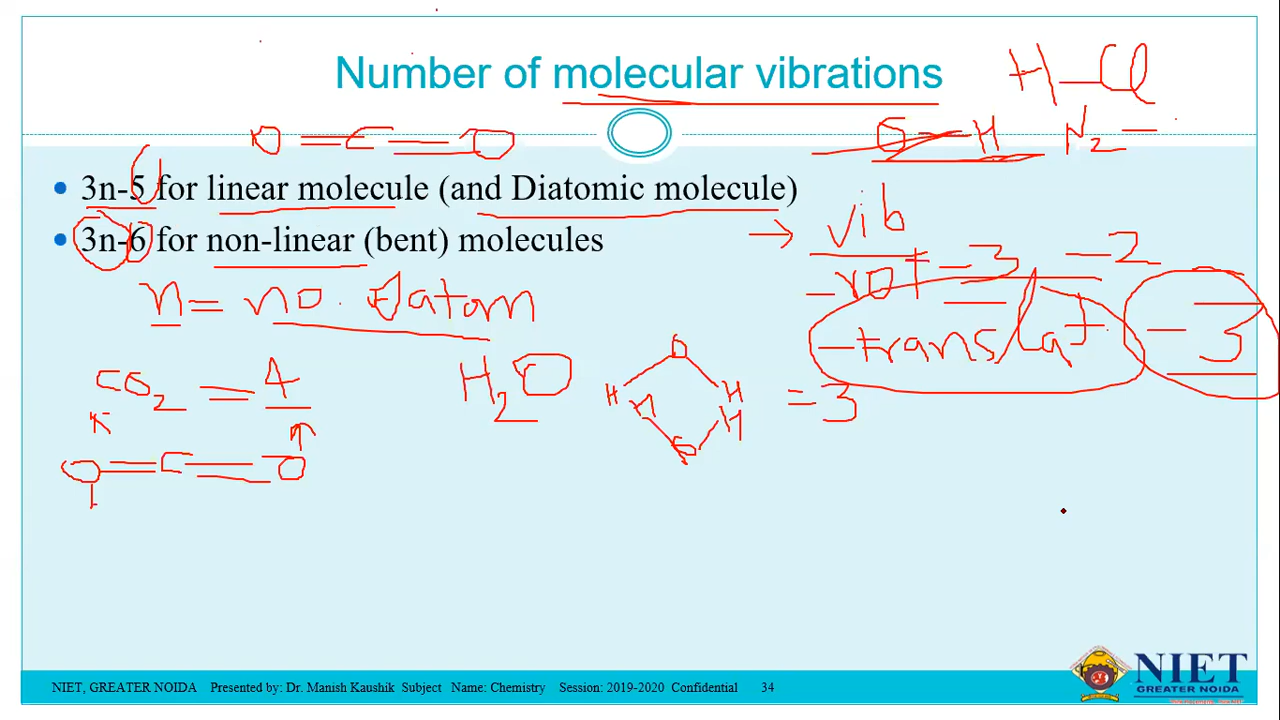 Number of molecular vibrations
H-Cl
O=C=O
O-H N2=
3n-5 for linear molecule (and Diatomic molecule)
3n-6 for non-linear (bent) molecules
→ vib
-rot =3 =2
-translat. -3
n= no. of atom
CO2 = 4
H2O
O
H H =3
H H
O
O=C=O
NIET
GREATER NOIDA
NIET, GREATER NOIDA Presented by: Dr. Manish Kaushik Subject Name: Chemistry Session: 2019-2020 Confidential 34